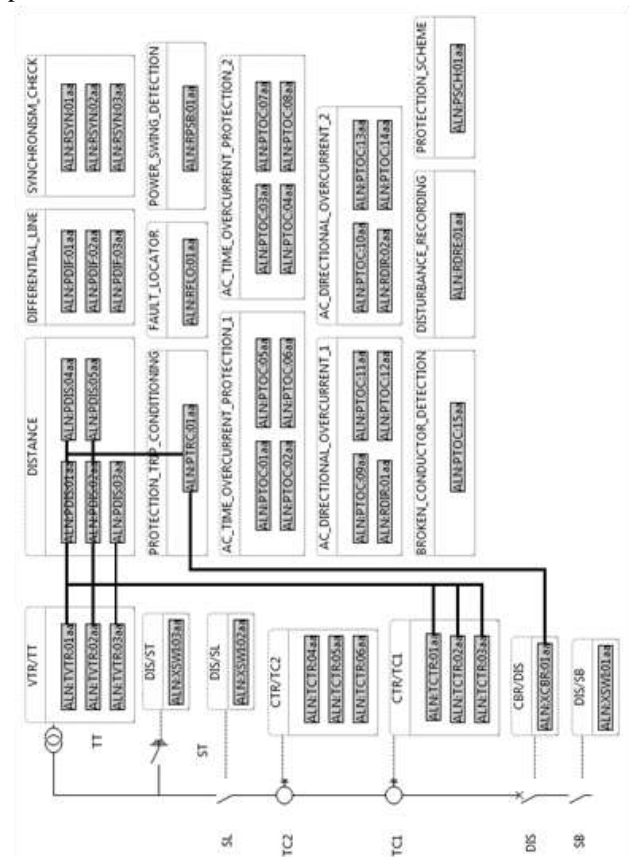 SB
DIS
TC1
TC2
SL
ST
TT
DIS/SB
ALN:XSWI:01aa
CBR/DIS
ALN:XCBR:01aa
CTR/TC1
ALN:TCTR:01aa
ALN:TCTR:02aa
ALN:TCTR:03aa
CTR/TC2
ALN:TCTR:04aa
ALN:TCTR:05aa
ALN:TCTR:06aa
DIS/SL
ALN:XSWI:02aa
DIS/ST
ALN:XSWI:03aa
VTR/TT
ALN:TVTR:01aa
ALN:TVTR:02aa
ALN:TVTR:03aa
DISTANCE
ALN:PDIS:01aa
ALN:PDIS:02aa
ALN:PDIS:03aa
ALN:PDIS:04aa
ALN:PDIS:05aa
DIFFERENTIAL_LINE
ALN:PDIF:01aa
ALN:PDIF:02aa
ALN:PDIF:03aa
SYNCHRONISM_CHECK
ALN:RSYN:01aa
ALN:RSYN:02aa
ALN:RSYN:03aa
PROTECTION_TRIP_CONDITIONING
ALN:PTRC:01aa
FAULT_LOCATOR
ALN:RFLO:01aa
POWER_SWING_DETECTION
ALN:RPSB:01aa
AC_TIME_OVERCURRENT_PROTECTION_1
ALN:PTOC:01aa
ALN:PTOC:05aa
ALN:PTOC:02aa
ALN:PTOC:06aa
AC_TIME_OVERCURRENT_PROTECTION_2
ALN:PTOC:03aa
ALN:PTOC:07aa
ALN:PTOC:04aa
ALN:PTOC:08aa
AC_DIRECTIONAL_OVERCURRENT_1
ALN:PTOC:09aa
ALN:PTOC:11aa
ALN:RDIR:01aa
ALN:PTOC:12aa
AC_DIRECTIONAL_OVERCURRENT_2
ALN:PTOC:10aa
ALN:PTOC:13aa
ALN:RDIR:02aa
ALN:PTOC:14aa
BROKEN_CONDUCTOR_DETECTION
ALN:PTOC:15aa
DISTURBANCE_RECORDING
ALN:RDRE:01aa
PROTECTION_SCHEME
ALN:PSCH:01aa